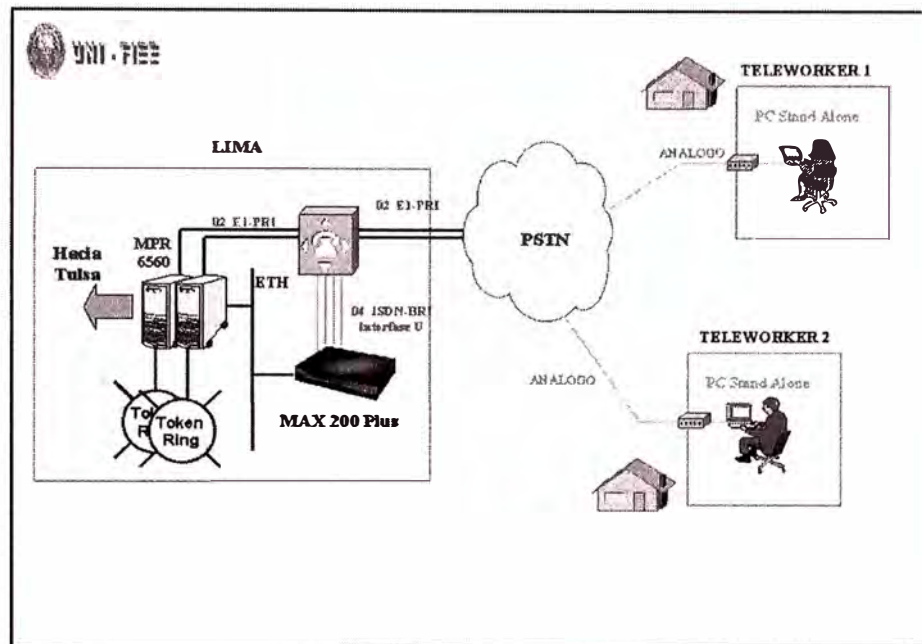 UNI - FIEE
TELEWORKER 1
PC Stand Alone
LIMA
ANALOGO
02 E1-PRI
02 E1-PRI
PSTN
MPR
6560
Hacia
Tulsa
ETH
04 ISDN-BRI
Interfase U
TELEWORKER 2
ANALOGO
PC Stand Alone
Token
Ring
MAX 200 Plus